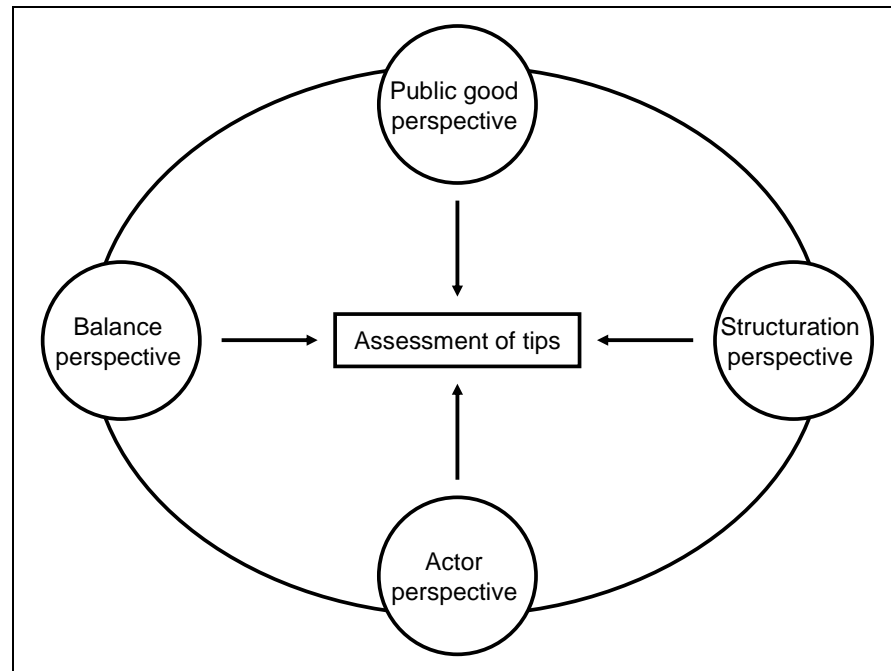 Public good
perspective
Balance
perspective
Assessment of tips
Structuration
perspective
Actor
perspective